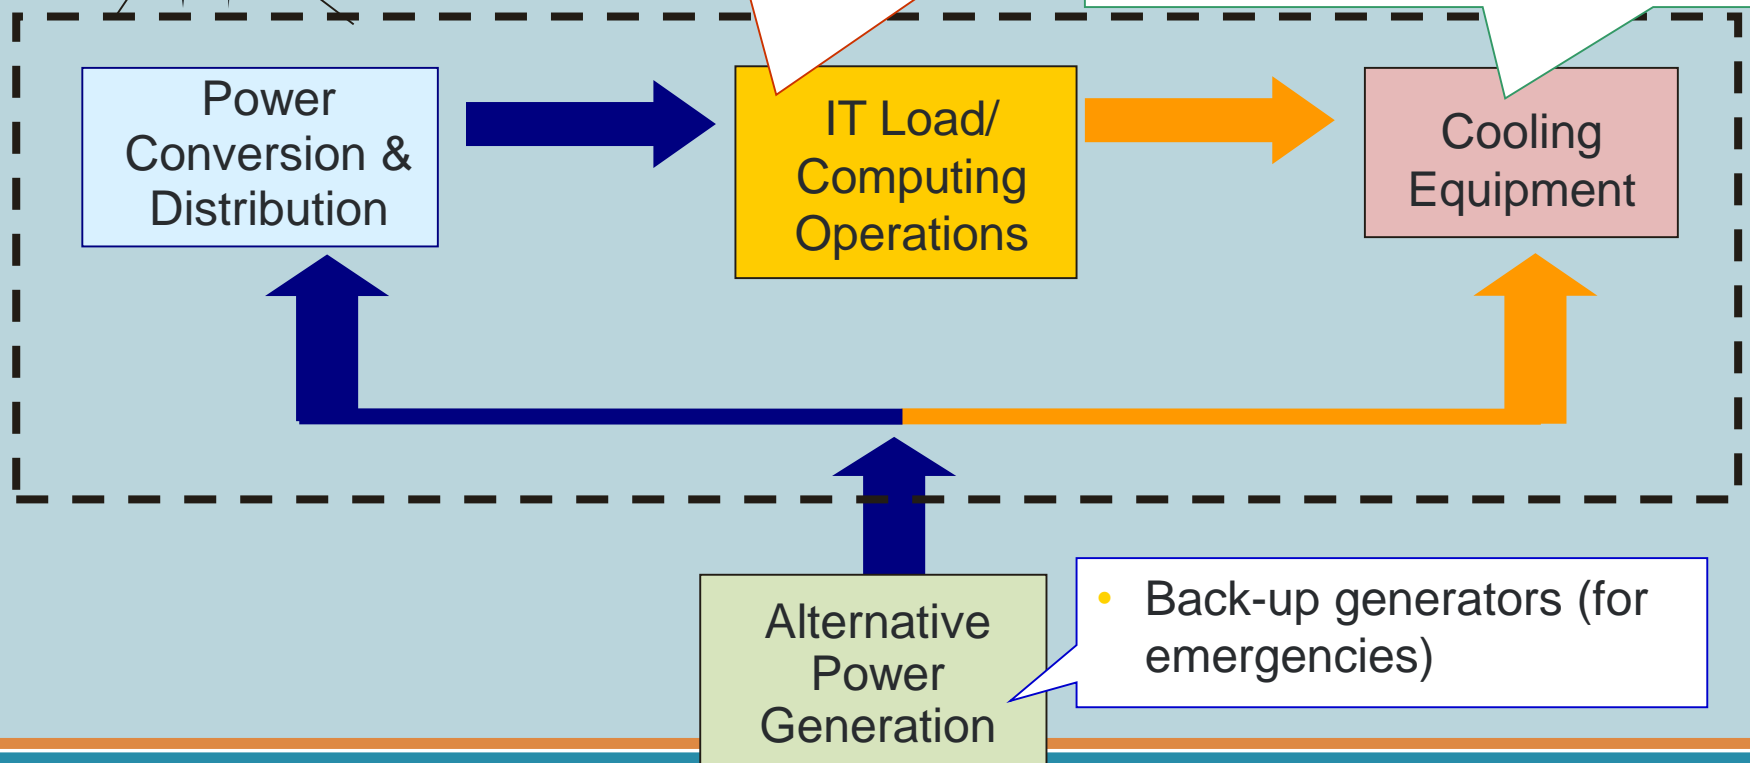 Power
Conversion &
Distribution
IT Load/
Computing
Operations
Cooling
Equipment
Alternative
Power
Generation
• Back-up generators (for
emergencies)